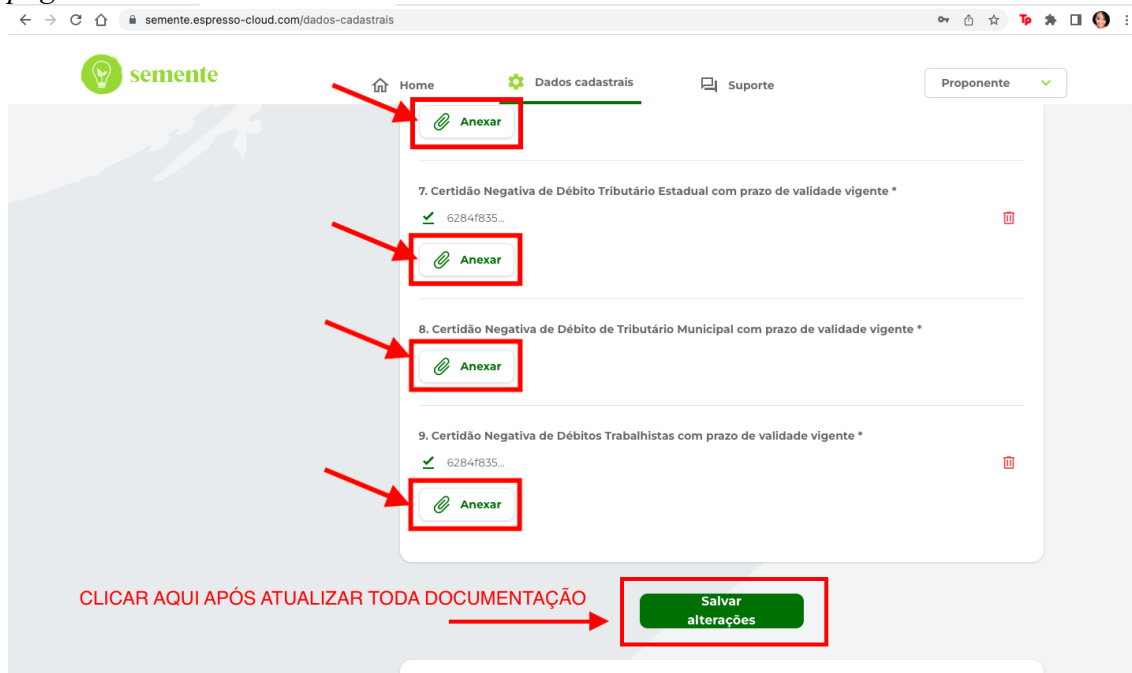 semente.espresso-cloud.com/dados-cadastrais
Tp
semente
Home
Dados cadastrais
Suporte
Proponente
Anexar
7. Certidão Negativa de Débito Tributário Estadual com prazo de validade vigente *
6284f835...
Anexar
8. Certidão Negativa de Débito de Tributário Municipal com prazo de validade vigente *
Anexar
9. Certidão Negativa de Débitos Trabalhistas com prazo de validade vigente *
6284f835...
Anexar
CLICAR AQUI APÓS ATUALIZAR TODA DOCUMENTAÇÃO
Salvar
alterações